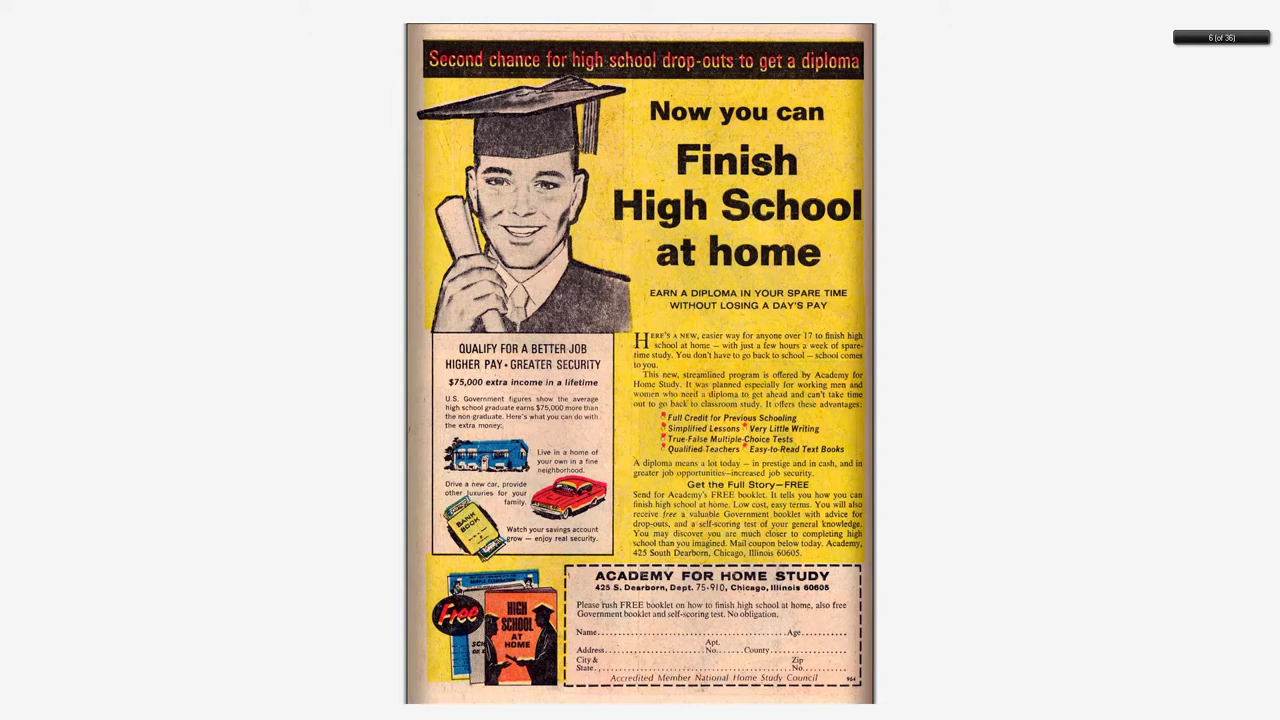 6 (of 36)
Second chance for high school drop-outs to get a diploma
Now you can
Finish
High School
at home
EARN A DIPLOMA IN YOUR SPARE TIME
WITHOUT LOSING A DAY'S PAY
QUALIFY FOR A BETTER JOB
HIGHER PAY • GREATER SECURITY
$75,000 extra income in a lifetime
U.S. Government figures show the average
high school graduate earns $75,000 more than
the non-graduate. Here's what you can do with
the extra money:
Live in a home of
your own in a fine
neighborhood.
Drive a new car, provide
other luxuries for your
family.
BANK
BOOK
Watch your savings account
grow — enjoy real security.
HERE'S A NEW, easier way for anyone over 17 to finish high
school at home — with just a few hours a week of spare-
time study. You don't have to go back to school — school comes
to you.
This new, streamlined program is offered by Academy for
Home Study. It was planned especially for working men and
women who need a diploma to get ahead and can't take time
out to go back to classroom study. It offers these advantages:
* Full Credit for Previous Schooling
* Simplified Lessons * Very Little Writing
* True-False Multiple-Choice Tests
* Qualified Teachers * Easy-to-Read Text Books
A diploma means a lot today — in prestige and in cash, and in
greater job opportunities—increased job security.
Get the Full Story—FREE
Send for Academy's FREE booklet. It tells you how you can
finish high school at home. Low cost, easy terms. You will also
receive free a valuable Government booklet with advice for
drop-outs, and a self-scoring test of your general knowledge.
You may discover you are much closer to completing high
school than you imagined. Mail coupon below today. Academy,
425 South Dearborn, Chicago, Illinois 60605.
Free
HIGH
SCHOOL
AT
HOME
ACADEMY FOR HOME STUDY
425 S. Dearborn, Dept. 75-910, Chicago, Illinois 60605
Please rush FREE booklet on how to finish high school at home, also free
Government booklet and self-scoring test. No obligation.
Name.......................................................Age...........
Apt.
Address.............................No......County....................
City & Zip
State.......................................................No...........
Accredited Member National Home Study Council 964